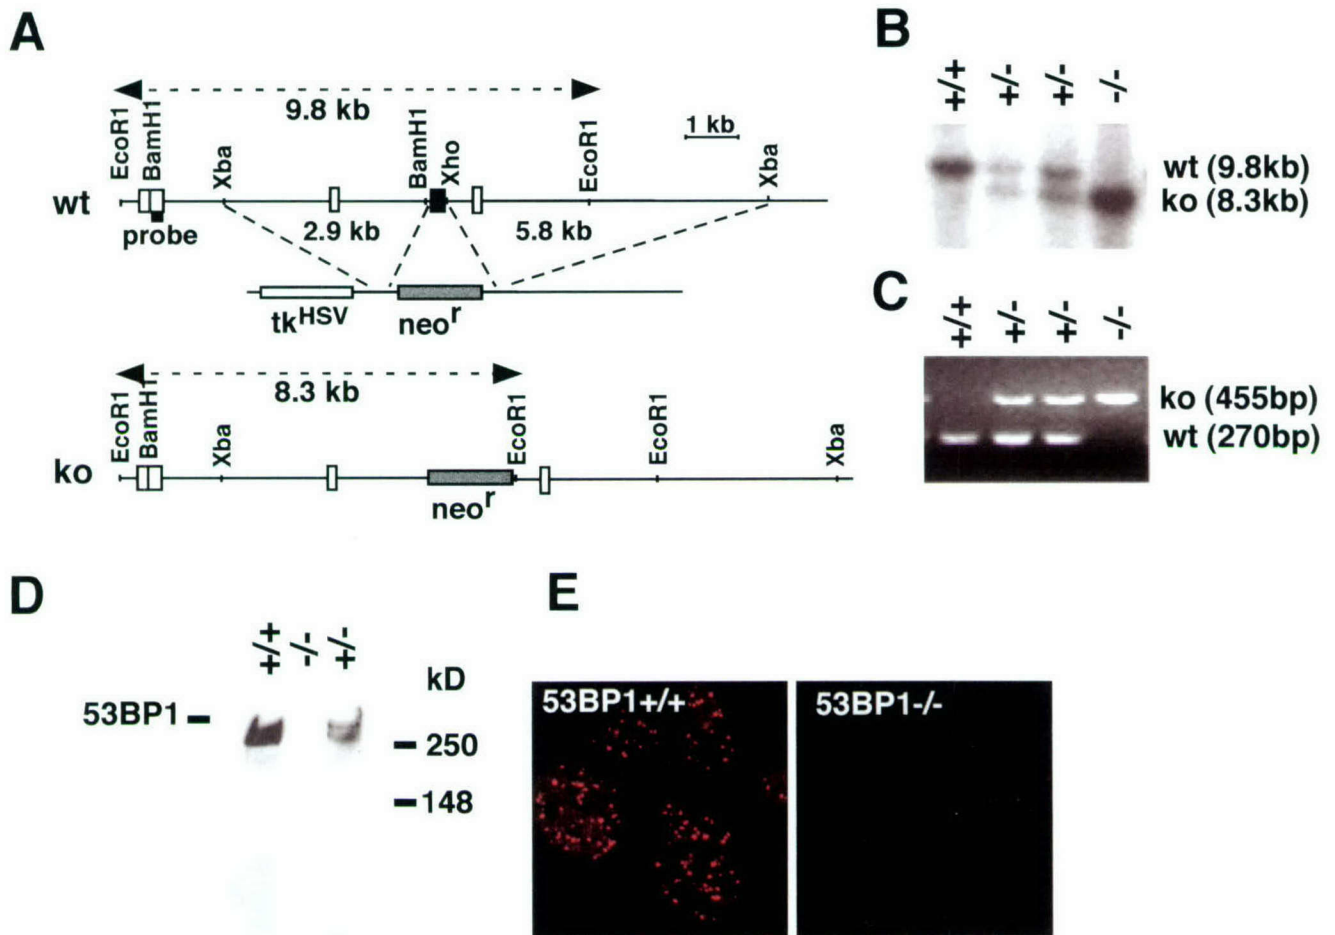 A
9.8 kb
EcoR1 BamH1 Xba BamH1 Xho EcoR1 1 kb Xba
wt
probe 2.9 kb 5.8 kb
tkHSV neor
8.3 kb
EcoR1 BamH1 Xba EcoR1 EcoR1 Xba
ko
neor
B
+/+ +/- +/- -/-
wt (9.8kb)
ko (8.3kb)
C
+/+ +/- +/- -/-
ko (455bp)
wt (270bp)
D
+/+ -/- +/-
kD
53BP1
250
148
E
53BP1+/+ 53BP1-/-